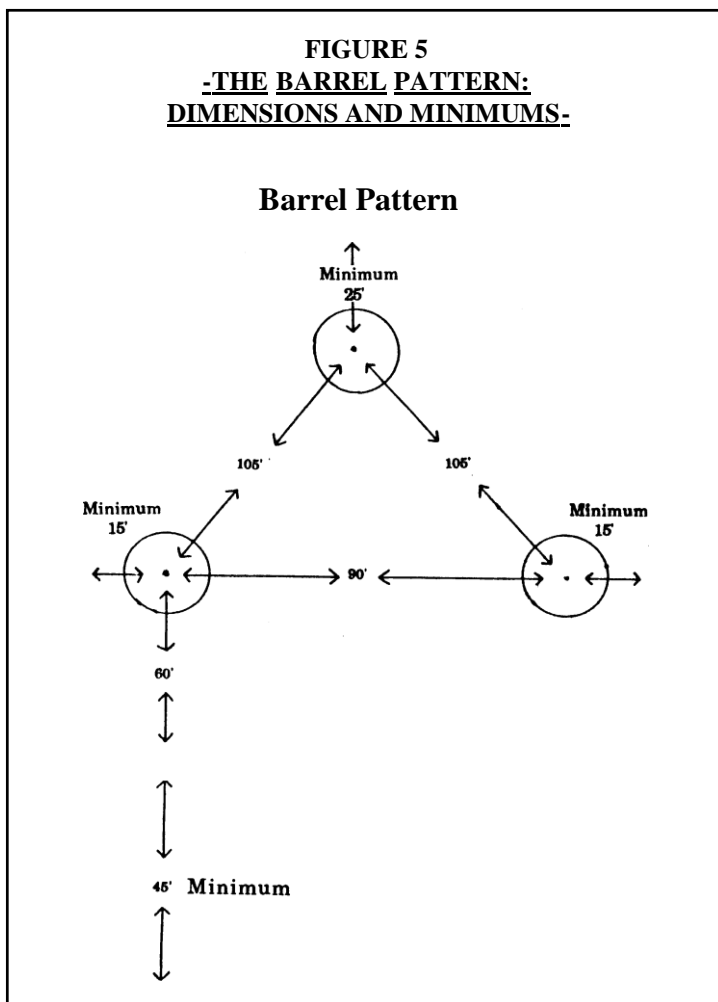 FIGURE 5
-THE BARREL PATTERN:
DIMENSIONS AND MINIMUMS-
Barrel Pattern
Minimum
25'
105'
105'
Minimum
15'
Minimum
15'
90'
60'
45' Minimum